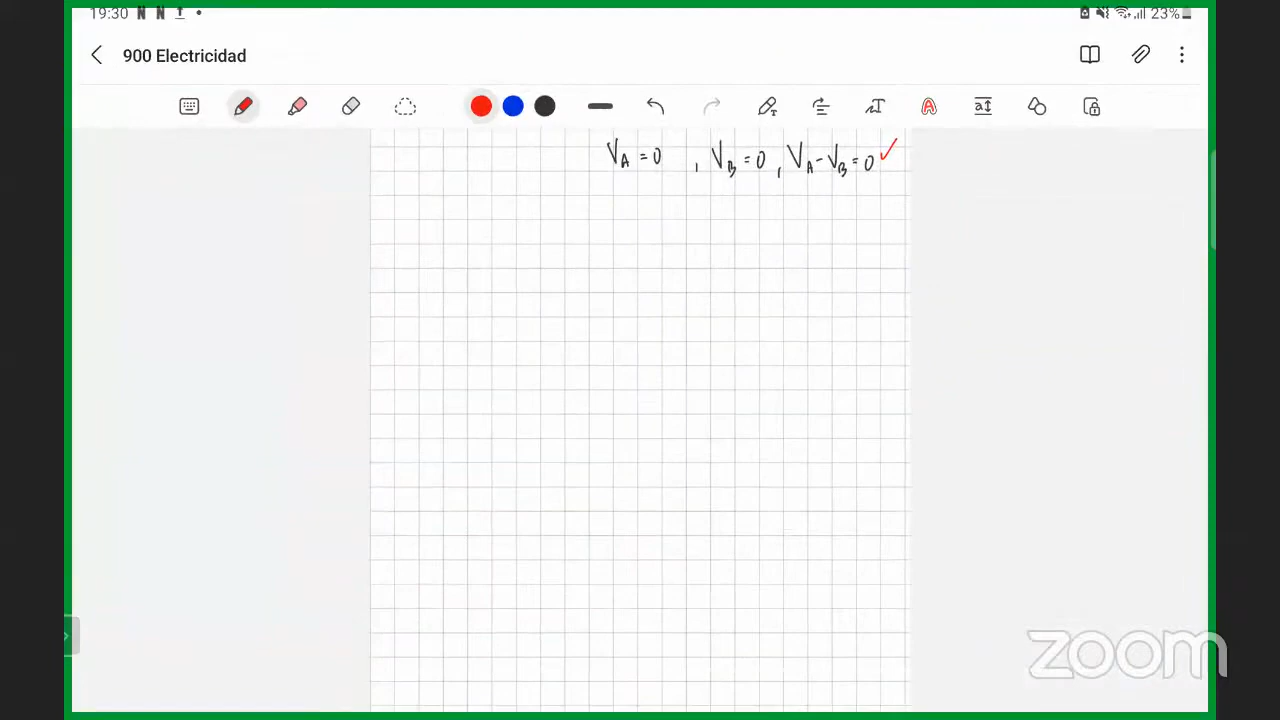 19:30 23%
900 Electricidad
V_A = 0 , V_B = 0 , V_A - V_B = 0 ✓
zoom